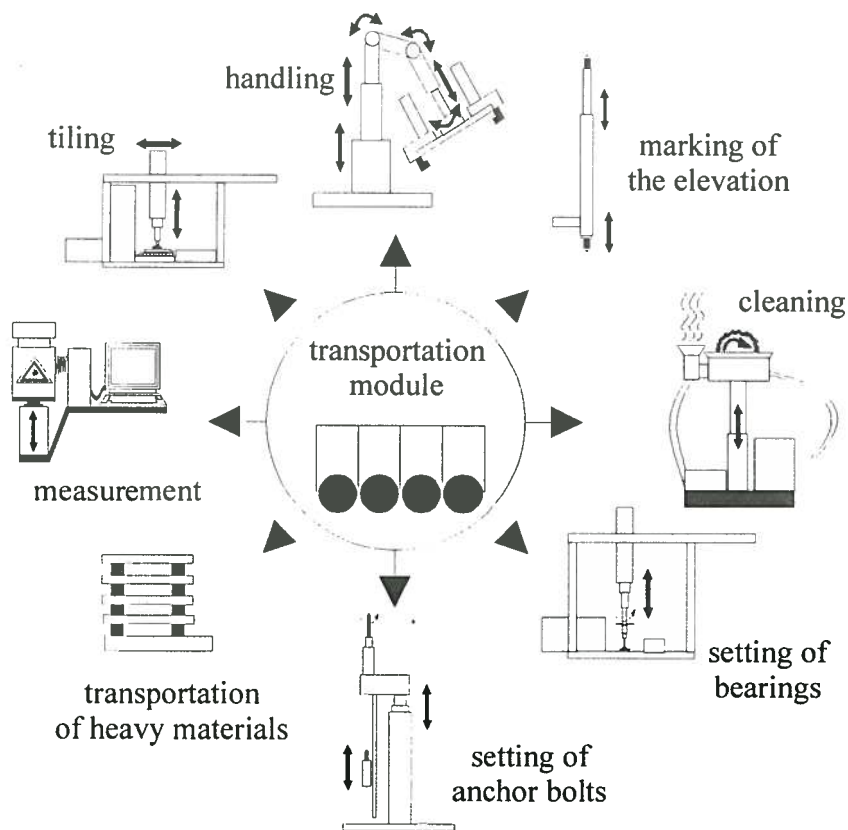 handling
tiling
marking of
the elevation
cleaning
transportation
module
measurement
transportation
of heavy materials
setting of
bearings
setting of
anchor bolts